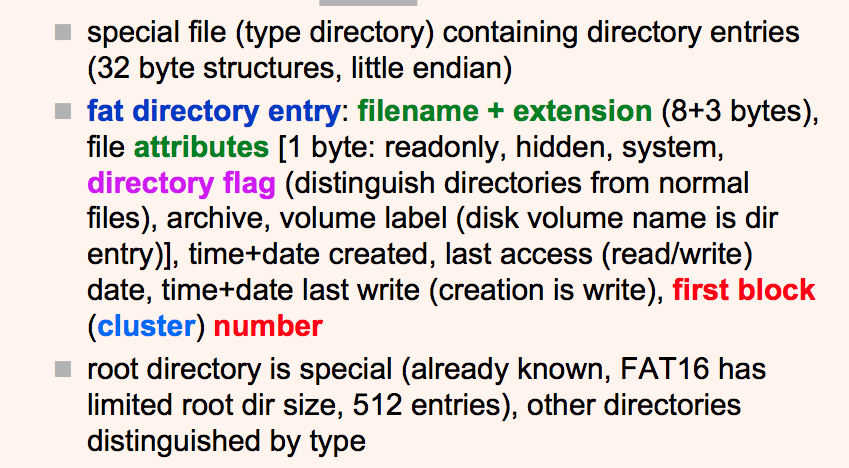 special file (type directory) containing directory entries
(32 byte structures, little endian)
fat directory entry: filename + extension (8+3 bytes),
file attributes [1 byte: readonly, hidden, system,
directory flag (distinguish directories from normal
files), archive, volume label (disk volume name is dir
entry)], time+date created, last access (read/write)
date, time+date last write (creation is write), first block
(cluster) number
root directory is special (already known, FAT16 has
limited root dir size, 512 entries), other directories
distinguished by type